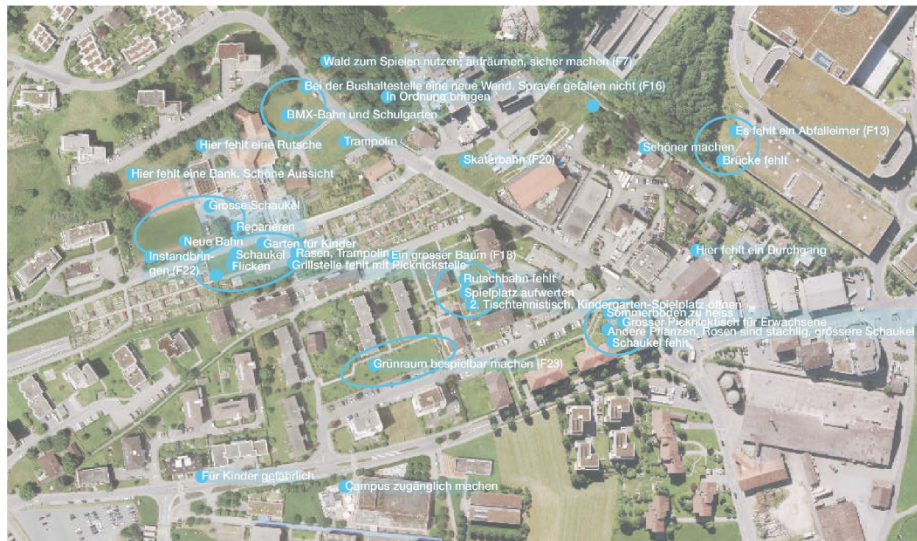 Wald zum Spielen nutzen; aufräumen, sicher machen (F7)
Bei der Bushaltestelle eine neue Wand. Sprayer gefallen nicht (F16)
in Ordnung bringen
BMX-Bahn und Schulgarten
Es fehlt ein Abfalleimer (F13)
Trampolin
Hier fehlt eine Rutsche
Schöner machen
Skaterbahn (F20)
Brücke fehlt
Hier fehlt eine Bank. Schöne Aussicht
Grosse Schaukel
Reparieren
Neue Bahn
Garten für Kinder
Hier fehlt ein Durchgang
Instandbrin-
gen (F22)
Schaukel
Rasen, Trampolin
Ein grosser Baum (F18)
Flicken
Grillstelle fehlt mit Picknickstelle
Rutschbahn fehlt
Spielplatz aufwerten
2. Tischtennistisch, Kindergarten-Spielplatz öffnen
Sommerboden zu heiss
Grosser Picknicktisch für Erwachsene
Andere Pflanzen, Rosen sind stachlig, grössere Schaukel
Schaukel fehlt
Grünraum bespielbar machen (F23)
Für Kinder gefährlich
Campus zugänglich machen